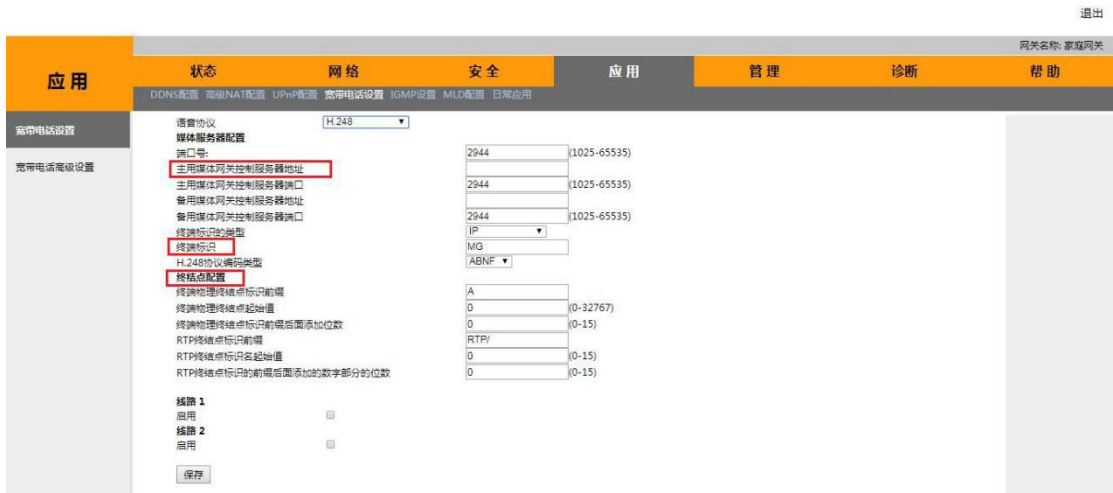 退出
网关名称: 家庭网关
应用
状态 网络 安全 应用 管理 诊断 帮助
DDNS配置 高级NAT配置 UPnP配置 宽带电话设置 IGMP设置 MLD配置 日常应用
宽带电话设置
宽带电话高级设置
语音协议 H.248
媒体服务器配置
端口号: 2944 (1025-65535)
主用媒体网关控制服务器地址
主用媒体网关控制服务器端口 2944 (1025-65535)
备用媒体网关控制服务器地址
备用媒体网关控制服务器端口 2944 (1025-65535)
终端标识的类型 IP
终端标识 MG
H.248协议编码类型 ABNF
终结点配置
终端物理终结点标识前缀 A
终端物理终结点起始值 0 (0-32767)
终端物理终结点标识前缀后面添加位数 0 (0-15)
RTP终结点标识前缀 RTP/
RTP终结点标识名起始值 0 (0-15)
RTP终结点标识的前缀后面添加的数字部分的位数 0 (0-15)
线路 1
启用
线路 2
启用
保存